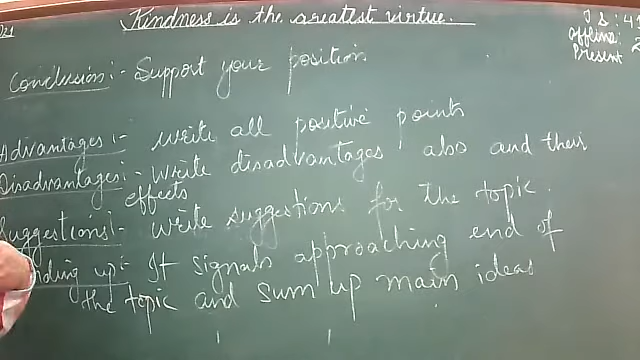 Kindness is the greatest virtue.
Offline:
Present 2
Conclusion:- Support your position
Advantages:- write all positive points
Disadvantages:- write disadvantages also and their
effects
Suggestions:- write suggestions for the topic.
up:- It signals approaching end of
the topic and sum up main ideas